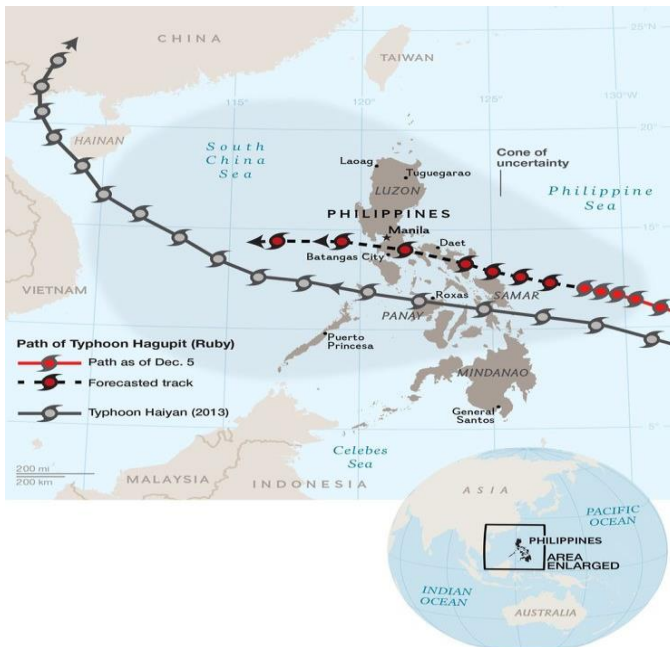 CHINA
25°N
TAIWAN
115°
120°
125°
130°W
20°
HAINAN
South
China
Sea
Laoag
Tuguegarao
LUZON
Cone of
uncertainty
Philippine
Sea
PHILIPPINES
Manila
Daet
Batangas City
VIETNAM
Roxas
SAMAR
PANAY
Path of Typhoon Hagupit (Ruby)
Path as of Dec. 5
Forecasted track
Typhoon Haiyan (2013)
Puerto
Princesa
MINDANAO
General
Santos
5°
Celebes
Sea
200 mi
200 km
MALAYSIA
INDONESIA
ASIA
PACIFIC
OCEAN
PHILIPPINES
AREA
ENLARGED
INDIAN
OCEAN
AUSTRALIA